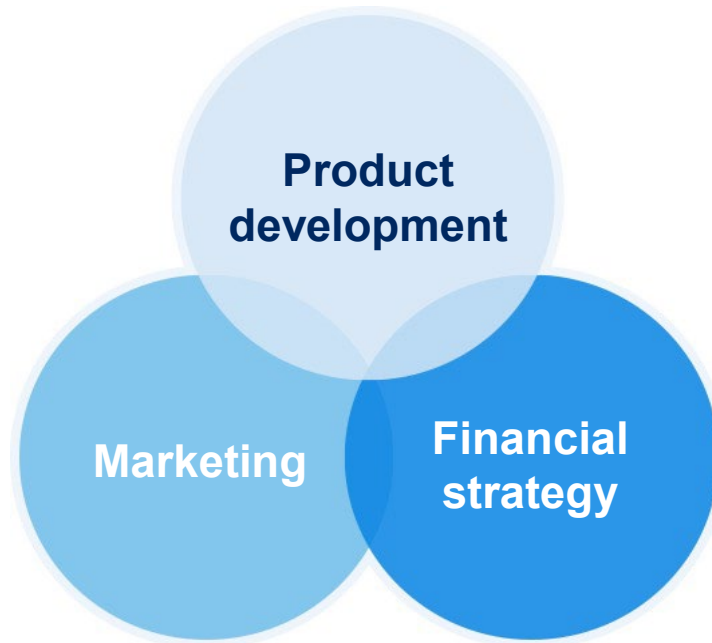 Product
development
Marketing
Financial
strategy